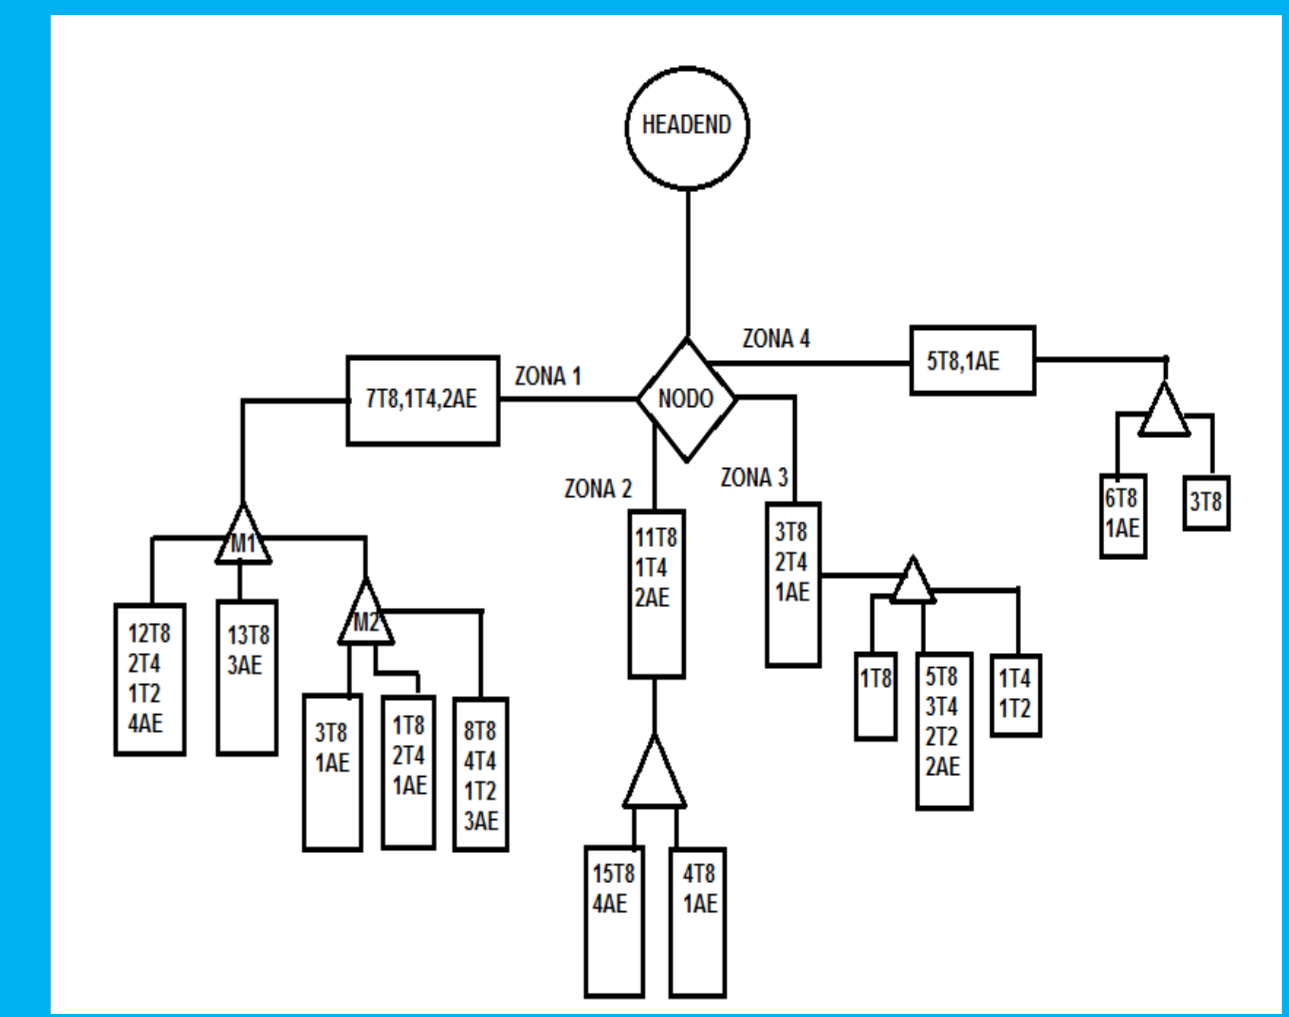 HEADEND
ZONA 4
5T8,1AE
ZONA 1
7T8,1T4,2AE
NODO
ZONA 3
ZONA 2
6T8
1AE
3T8
11T8
1T4
2AE
3T8
2T4
1AE
M1
M2
12T8
2T4
1T2
4AE
13T8
3AE
3T8
1AE
1T8
2T4
1AE
8T8
4T4
1T2
3AE
1T8
5T8
3T4
2T2
2AE
1T4
1T2
15T8
4AE
4T8
1AE